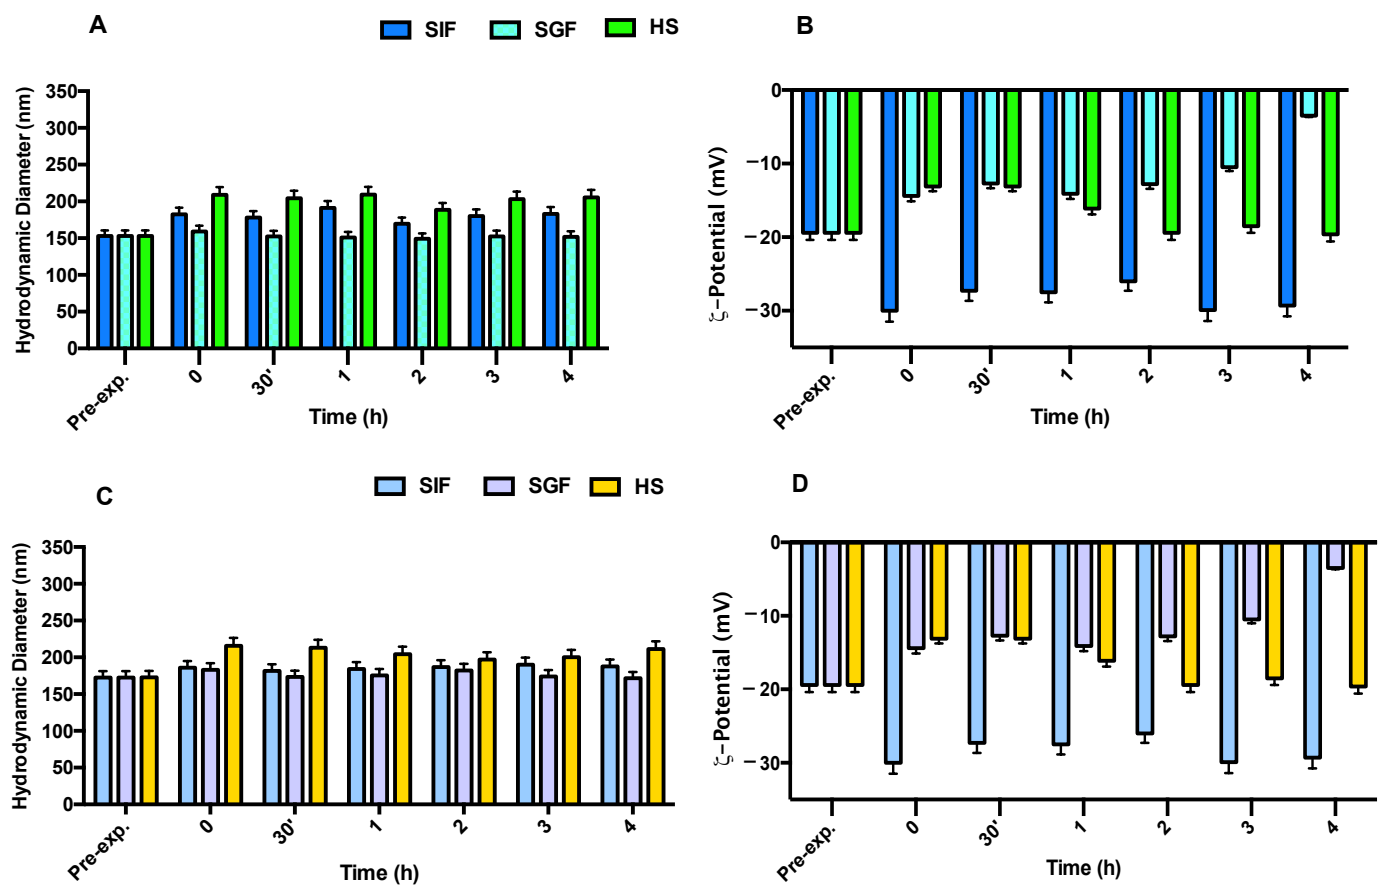 A
SIF SGF HS
Hydrodynamic Diameter (nm)
350
300
250
200
150
100
50
0
Pre-exp. 0 30' 1 2 3 4
Time (h)
B
ζ−Potential (mV)
0
−10
−20
−30
Pre-exp. 0 30' 1 2 3 4
Time (h)
C
SIF SGF HS
Hydrodynamic Diameter (nm)
350
300
250
200
150
100
50
0
Pre-exp. 0 30' 1 2 3 4
Time (h)
D
ζ−Potential (mV)
0
−10
−20
−30
Pre-exp. 0 30' 1 2 3 4
Time (h)